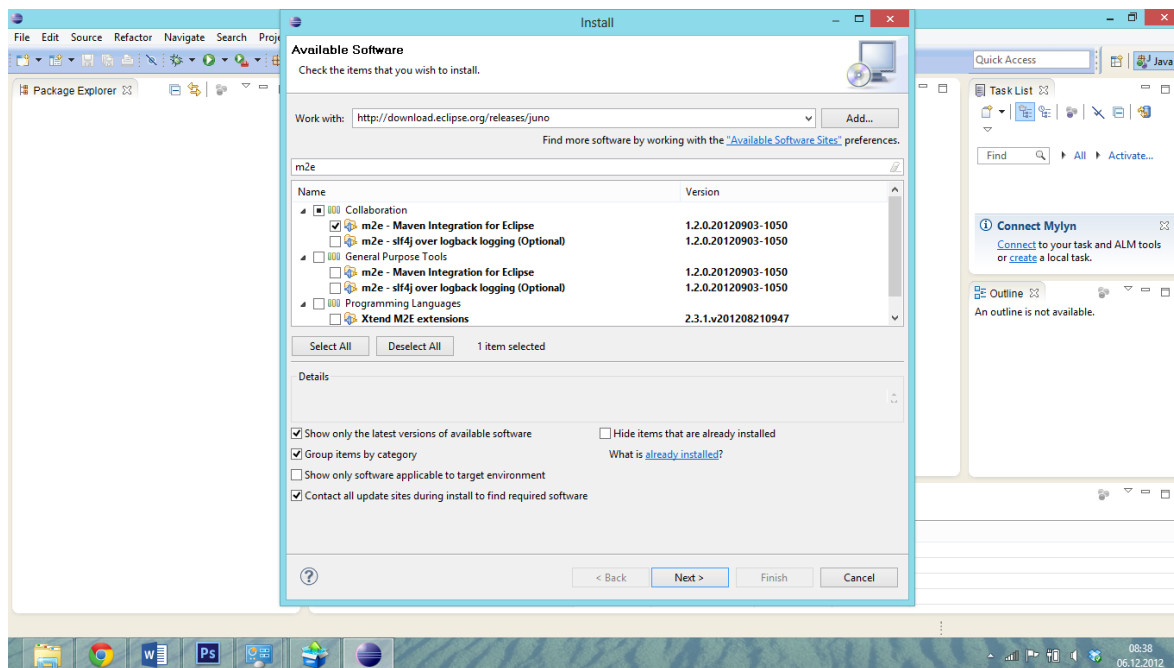 Install
File Edit Source Refactor Navigate Search Proje
Available Software
Check the items that you wish to install.
Quick Access
Java
Package Explorer
Task List
Work with: http://download.eclipse.org/releases/juno Add...
Find more software by working with the "Available Software Sites" preferences.
Find All Activate...
m2e
Name Version
Collaboration
m2e - Maven Integration for Eclipse 1.2.0.20120903-1050
m2e - slf4j over logback logging (Optional) 1.2.0.20120903-1050
General Purpose Tools
m2e - Maven Integration for Eclipse 1.2.0.20120903-1050
m2e - slf4j over logback logging (Optional) 1.2.0.20120903-1050
Programming Languages
Xtend M2E extensions 2.3.1.v201208210947
Connect Mylyn
Connect to your task and ALM tools
or create a local task.
Outline
An outline is not available.
Select All Deselect All 1 item selected
Details
Show only the latest versions of available software
Hide items that are already installed
Group items by category
What is already installed?
Show only software applicable to target environment
Contact all update sites during install to find required software
< Back Next > Finish Cancel
W Ps
08:38
06.12.2012